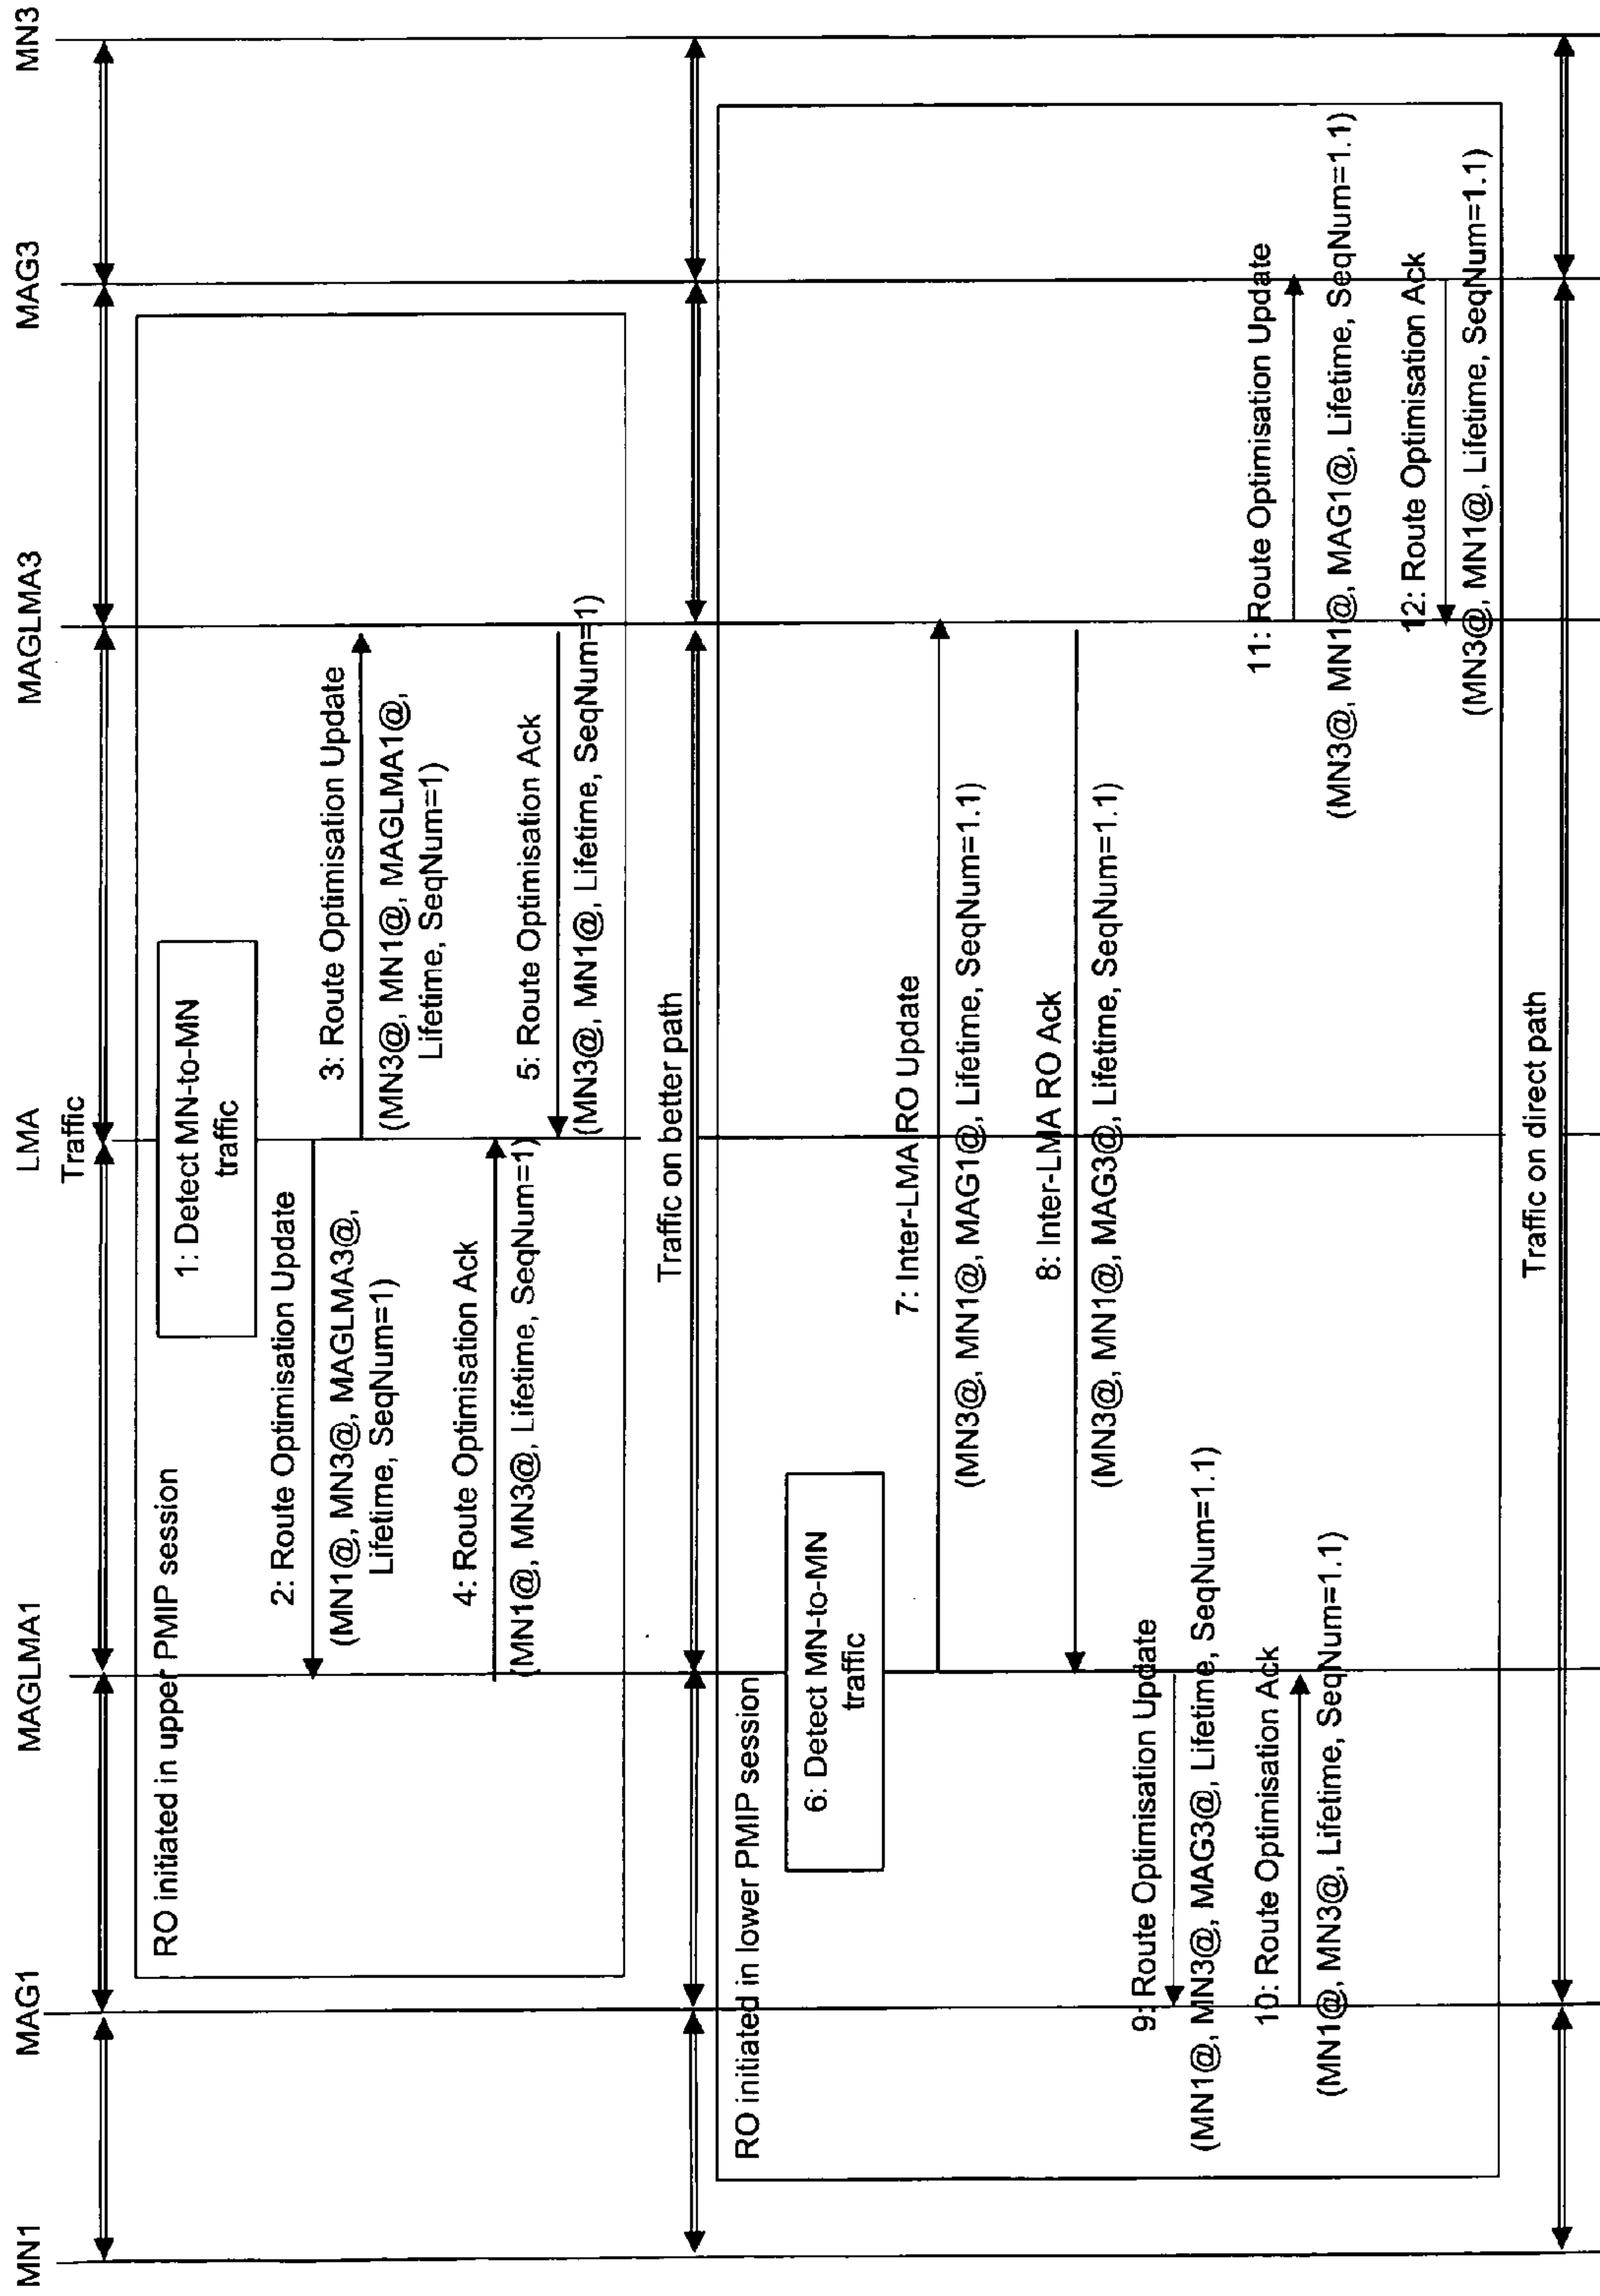 MN1
MAG1
MAGLMA1
LMA
MAGLMA3
MAG3
MN3
Traffic
RO initiated in upper PMIP session
1: Detect MN-to-MN
traffic
2: Route Optimisation Update
(MN1@, MN3@, MAGLMA3@,
Lifetime, SeqNum=1)
3: Route Optimisation Update
(MN3@, MN1@, MAGLMA1@,
Lifetime, SeqNum=1)
4: Route Optimisation Ack
(MN1@, MN3@, Lifetime, SeqNum=1)
5: Route Optimisation Ack
(MN3@, MN1@, Lifetime, SeqNum=1)
Traffic on better path
RO initiated in lower PMIP session
6: Detect MN-to-MN
traffic
7: Inter-LMA RO Update
(MN3@, MN1@, MAG1@, Lifetime, SeqNum=1.1)
8: Inter-LMA RO Ack
(MN3@, MN1@, MAG3@, Lifetime, SeqNum=1.1)
9: Route Optimisation Update
(MN1@, MN3@, MAG3@, Lifetime, SeqNum=1.1)
10: Route Optimisation Ack
(MN1@, MN3@, Lifetime, SeqNum=1.1)
11: Route Optimisation Update
(MN3@, MN1@, MAG1@, Lifetime, SeqNum=1.1)
12: Route Optimisation Ack
(MN3@, MN1@, Lifetime, SeqNum=1.1)
Traffic on direct path